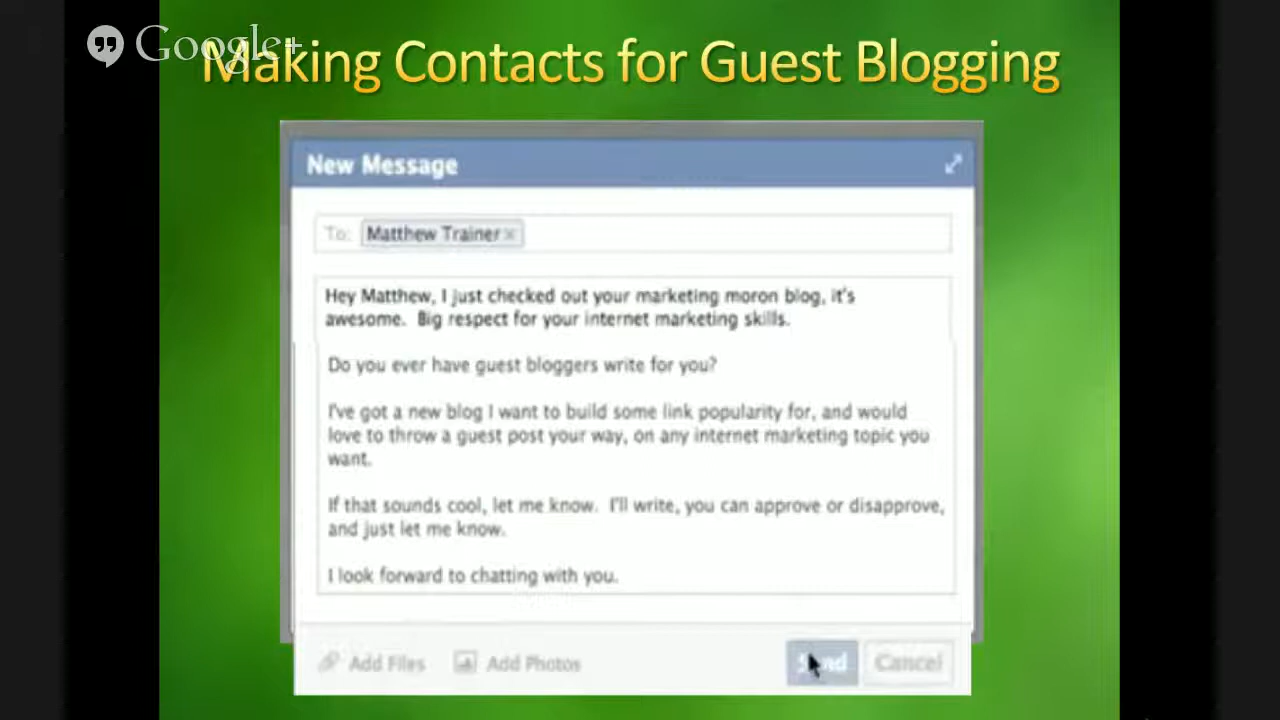 Google+
Making Contacts for Guest Blogging
New Message
To: Matthew Trainer ×
Hey Matthew, I just checked out your marketing moron blog, it's
awesome. Big respect for your internet marketing skills.
Do you ever have guest bloggers write for you?
I've got a new blog I want to build some link popularity for, and would
love to throw a guest post your way, on any internet marketing topic you
want.
If that sounds cool, let me know. I'll write, you can approve or disapprove,
and just let me know.
I look forward to chatting with you.
Add Files Add Photos Send Cancel